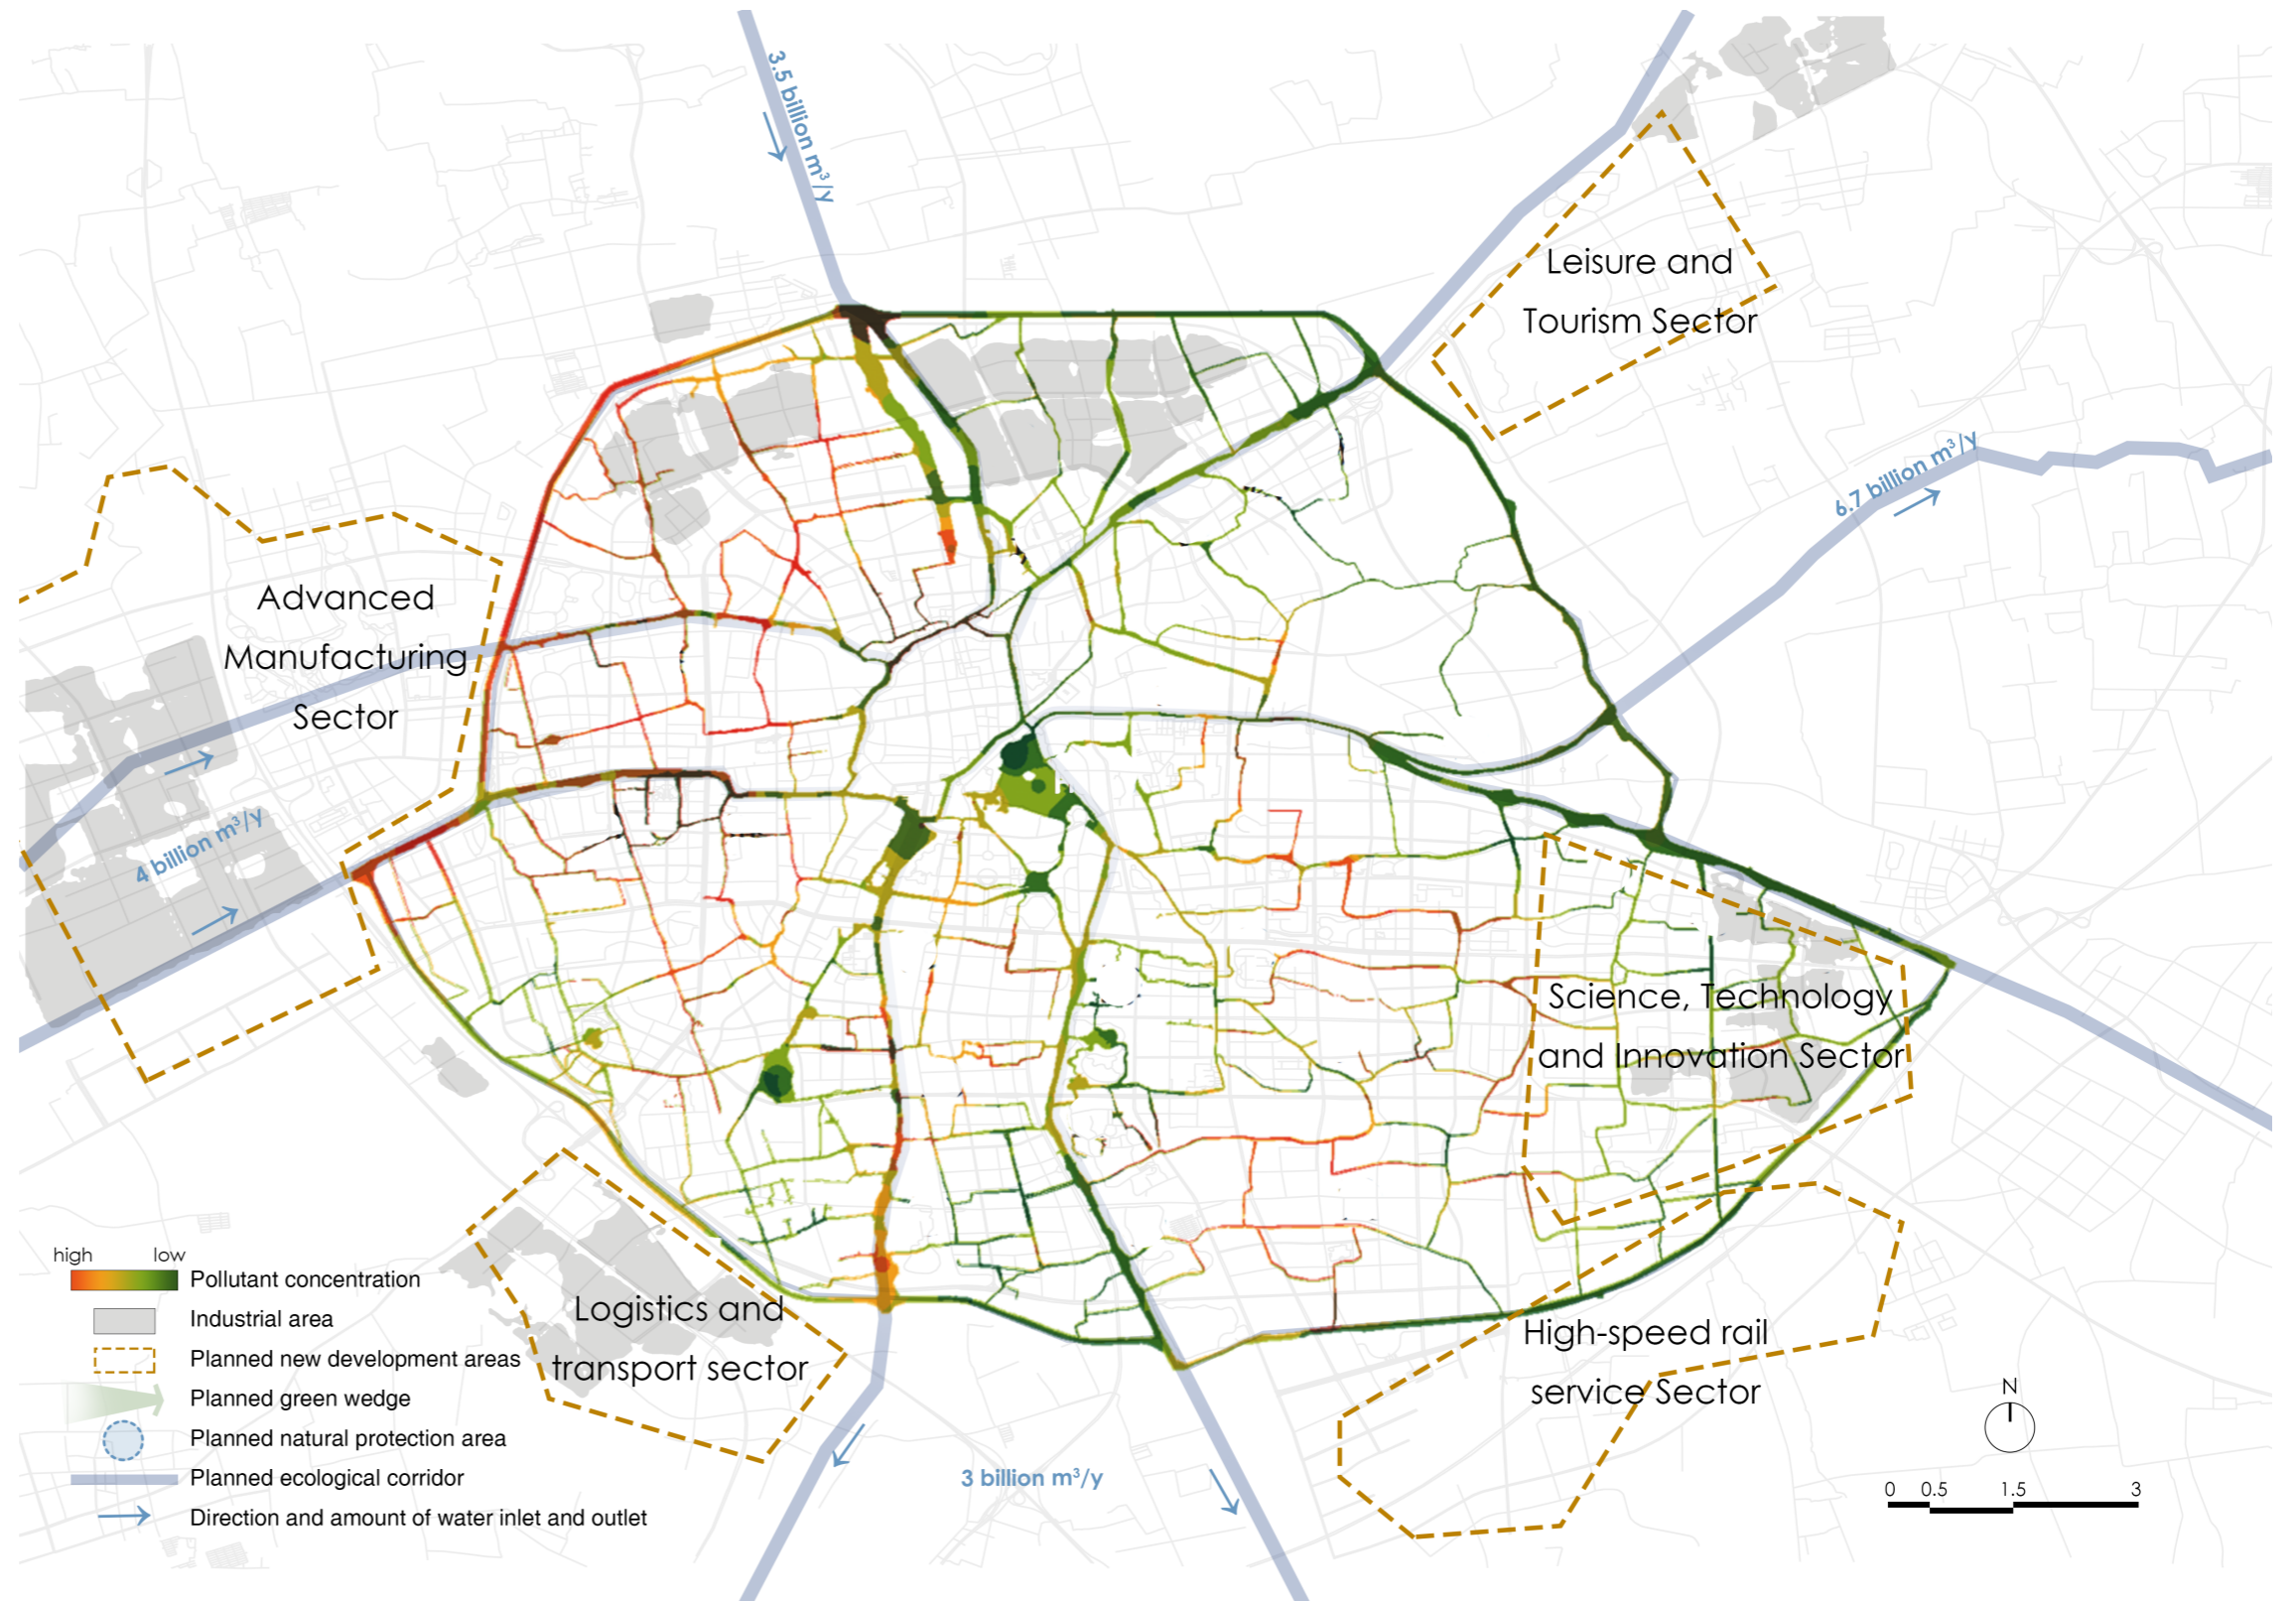 3.5 billion m³/y
Leisure and
Tourism Sector
6.7 billion m³/y
Advanced
Manufacturing
Sector
4 billion m³/y
Science, Technology
and Innovation Sector
high
low
Pollutant concentration
Industrial area
Planned new development areas
Planned green wedge
Planned natural protection area
Planned ecological corridor
Direction and amount of water inlet and outlet
Logistics and
transport sector
3 billion m³/y
High-speed rail
service Sector
N
0 0.5 1.5 3